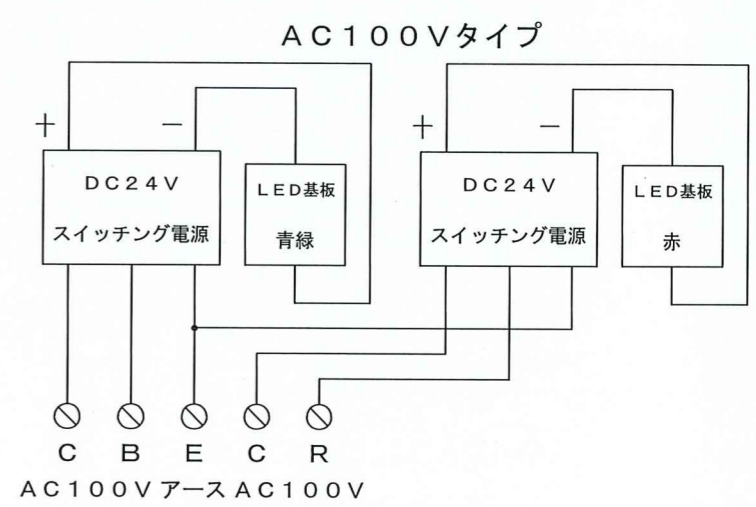 AC100Vタイプ
+ − + −
DC24V
スイッチング電源
LED基板
青緑
DC24V
スイッチング電源
LED基板
赤
C B E C R
AC100V アース AC100V